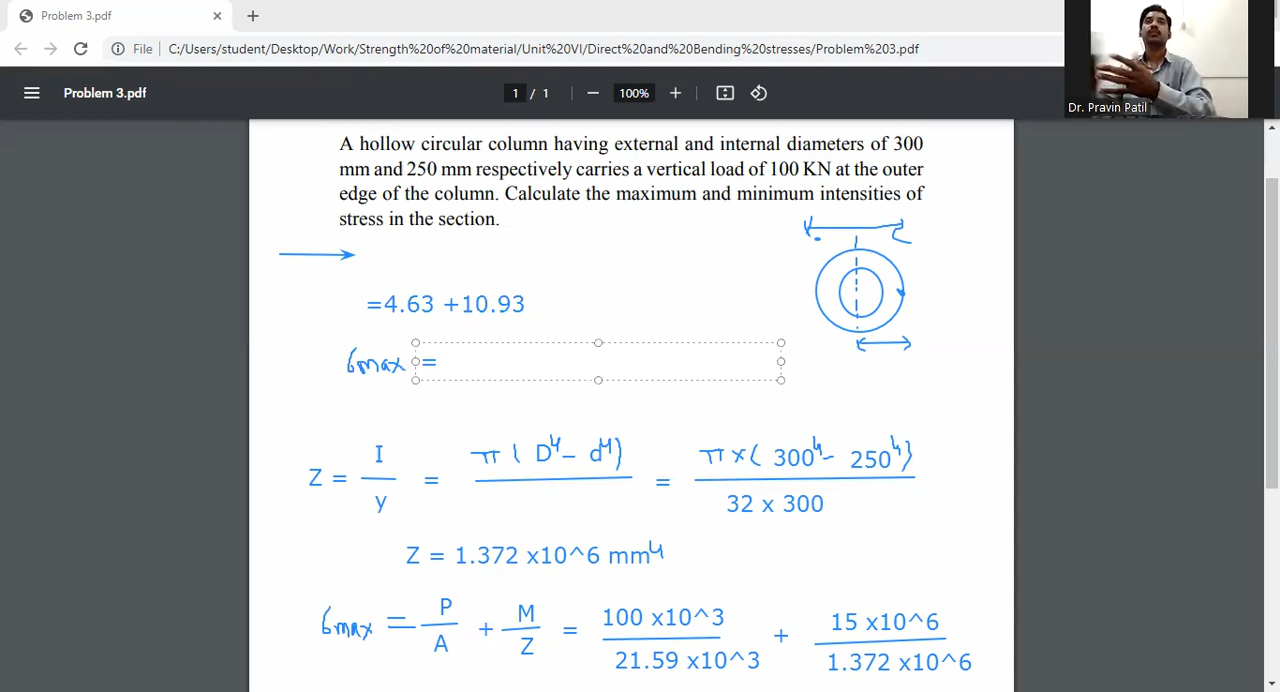 Problem 3.pdf
File | C:/Users/student/Desktop/Work/Strength%20of%20material/Unit%20VI/Direct%20and%20Bending%20stresses/Problem%203.pdf
Problem 3.pdf 1 / 1 100%
Dr. Pravin Patil
A hollow circular column having external and internal diameters of 300
mm and 250 mm respectively carries a vertical load of 100 KN at the outer
edge of the column. Calculate the maximum and minimum intensities of
stress in the section.
=4.63 +10.93
6max =
Z = I / y = π ( D⁴ - d⁴) = π x ( 300⁴ - 250⁴) / 32 x 300
Z = 1.372 x10^6 mm⁴
6max = P / A + M / Z = 100 x10^3 / 21.59 x10^3 + 15 x10^6 / 1.372 x10^6